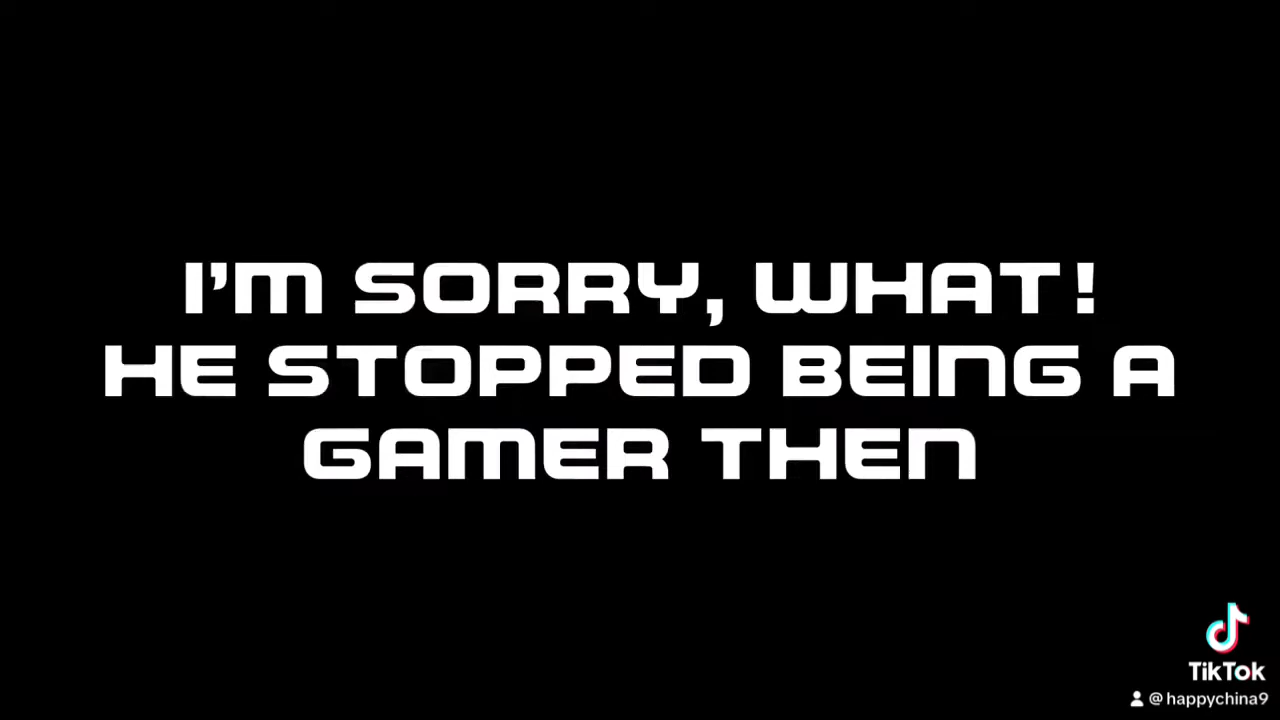 I'M SORRY, WHAT!
HE STOPPED BEING A
GAMER THEN
TikTok
@happychina9